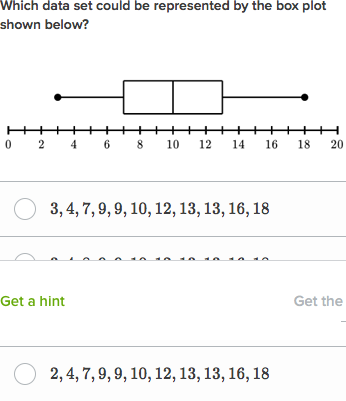 Which data set could be represented by the box plot
shown below?
0 2 4 6 8 10 12 14 16 18 20
3, 4, 7, 9, 9, 10, 12, 13, 13, 16, 18
Get a hint Get the
2, 4, 7, 9, 9, 10, 12, 13, 13, 16, 18